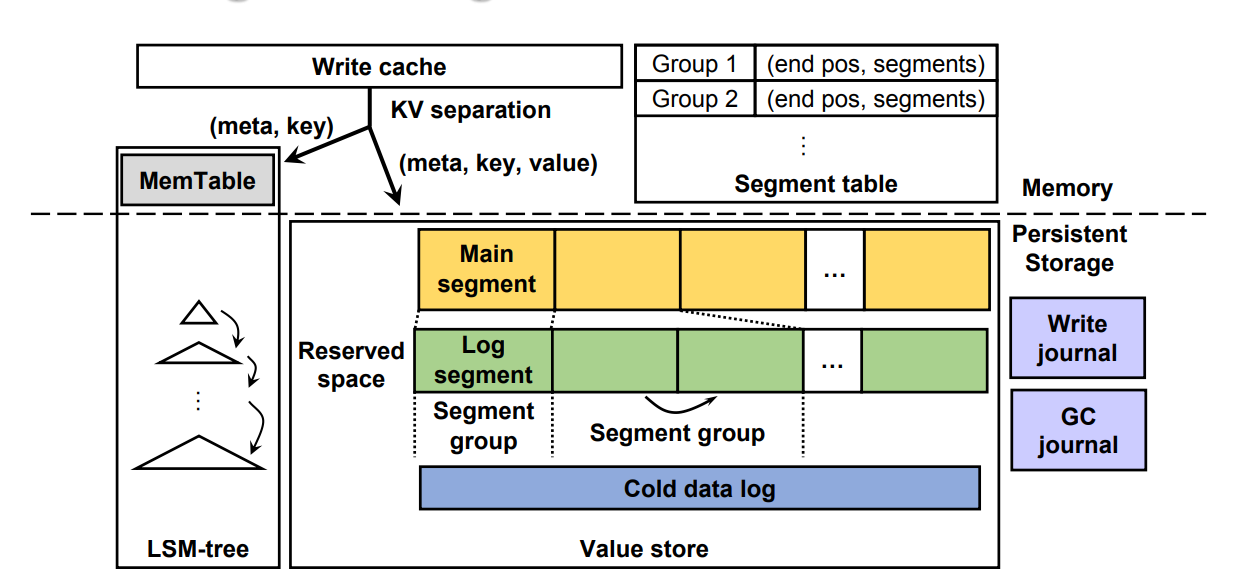 Write cache
Group 1 (end pos, segments)
Group 2 (end pos, segments)
⋮
Segment table
KV separation
(meta, key)
(meta, key, value)
MemTable
Memory
Persistent
Storage
Main
segment
...
Reserved
space
Log
segment
...
Segment
group
Segment group
Cold data log
Write
journal
GC
journal
⋮
LSM-tree
Value store